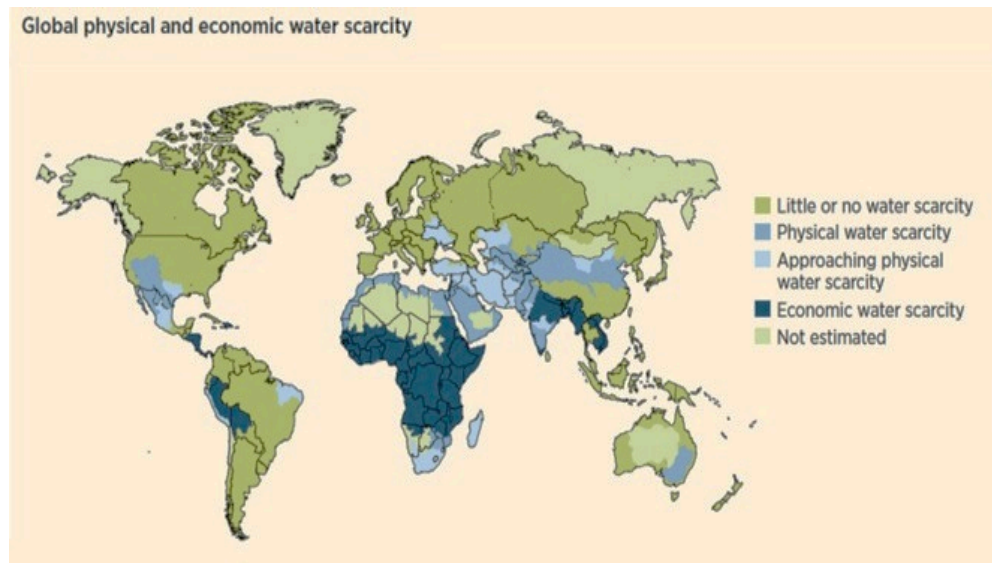 Global physical and economic water scarcity
Little or no water scarcity
Physical water scarcity
Approaching physical
water scarcity
Economic water scarcity
Not estimated